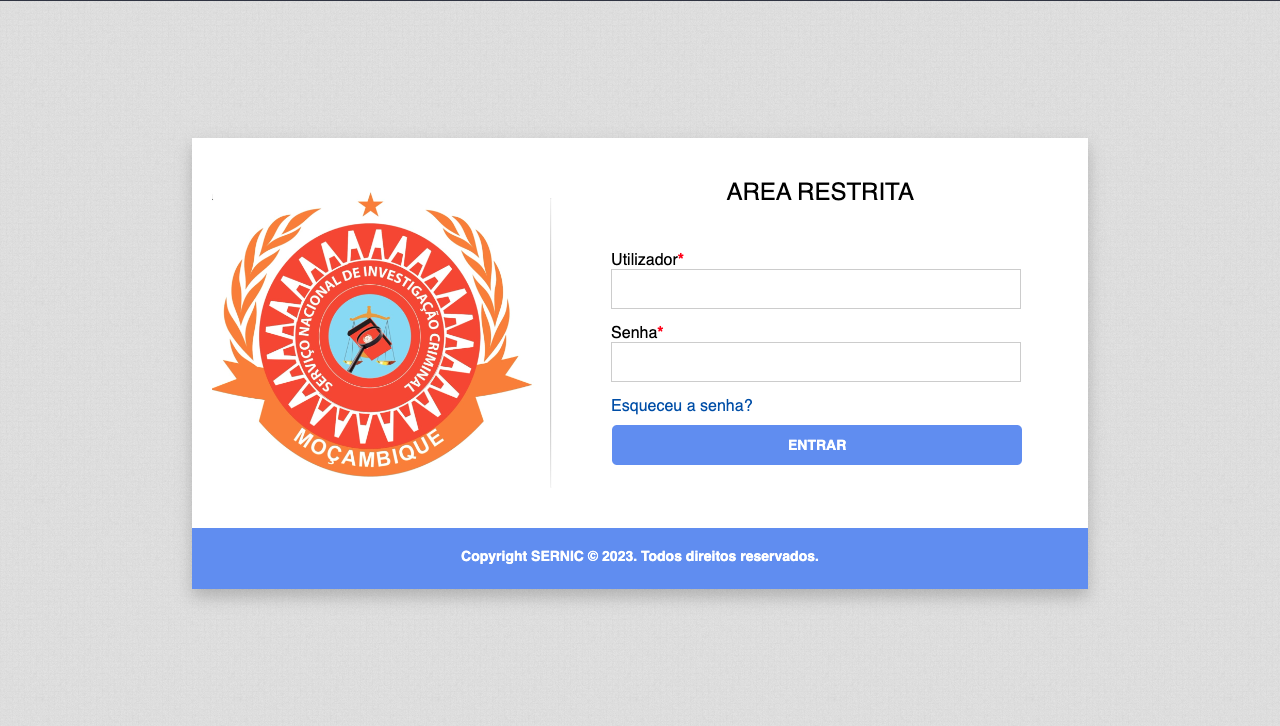 SERVIÇO NACIONAL DE INVESTIGAÇÃO CRIMINAL
MOÇAMBIQUE
AREA RESTRITA
Utilizador*
Senha*
Esqueceu a senha?
ENTRAR
Copyright SERNIC © 2023. Todos direitos reservados.